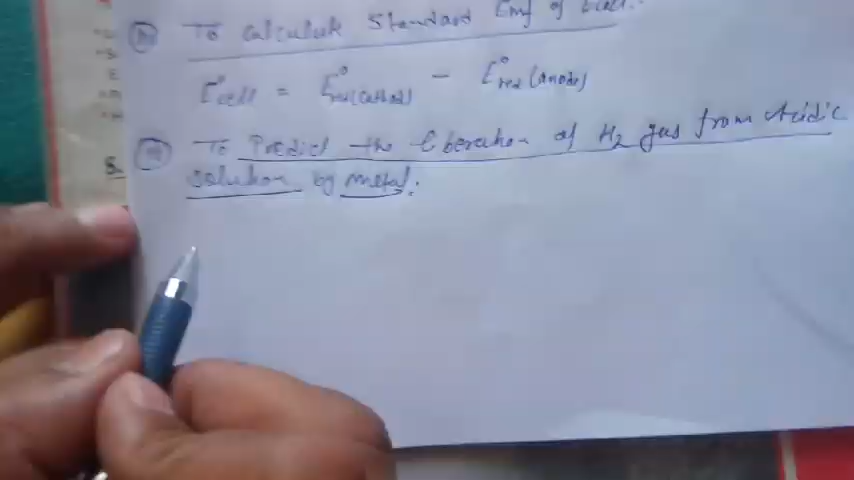 To Calculate Standard Emf of Cell.
E°cell = E°red(cathode) - E°red(anode)
To Predict the liberation of H2 gas from Acidic
solution by metal.